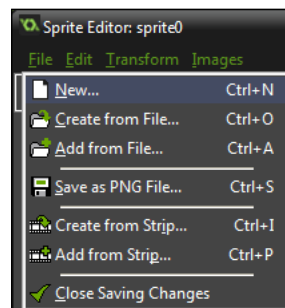 Sprite Editor: sprite0
File Edit Transform Images
New... Ctrl+N
Create from File... Ctrl+O
Add from File... Ctrl+A
Save as PNG File... Ctrl+S
Create from Strip... Ctrl+I
Add from Strip... Ctrl+P
Close Saving Changes